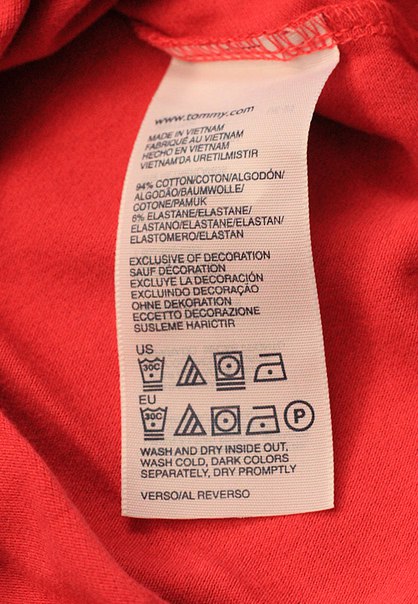 www.tommy.com
MADE IN VIETNAM
FABRIQUÉ AU VIETNAM
HECHO EN VIETNAM
VIETNAM'DA URETILMISTIR
94% COTTON/COTON/ALGODÓN/
ALGODÃO/BAUMWOLLE/
COTONE/PAMUK
6% ELASTANE/ELASTANE/
ELASTANO/ELASTANE/ELASTAN/
ELASTOMERO/ELASTAN
EXCLUSIVE OF DECORATION
SAUF DÉCORATION
EXCLUYE LA DECORACIÓN
EXCLUINDO DECORAÇÃO
OHNE DEKORATION
ECCETTO DECORAZIONE
SUSLEME HARICTIR
US
30C
EU
30C P
WASH AND DRY INSIDE OUT.
WASH COLD, DARK COLORS
SEPARATELY, DRY PROMPTLY
VERSO/AL REVERSO